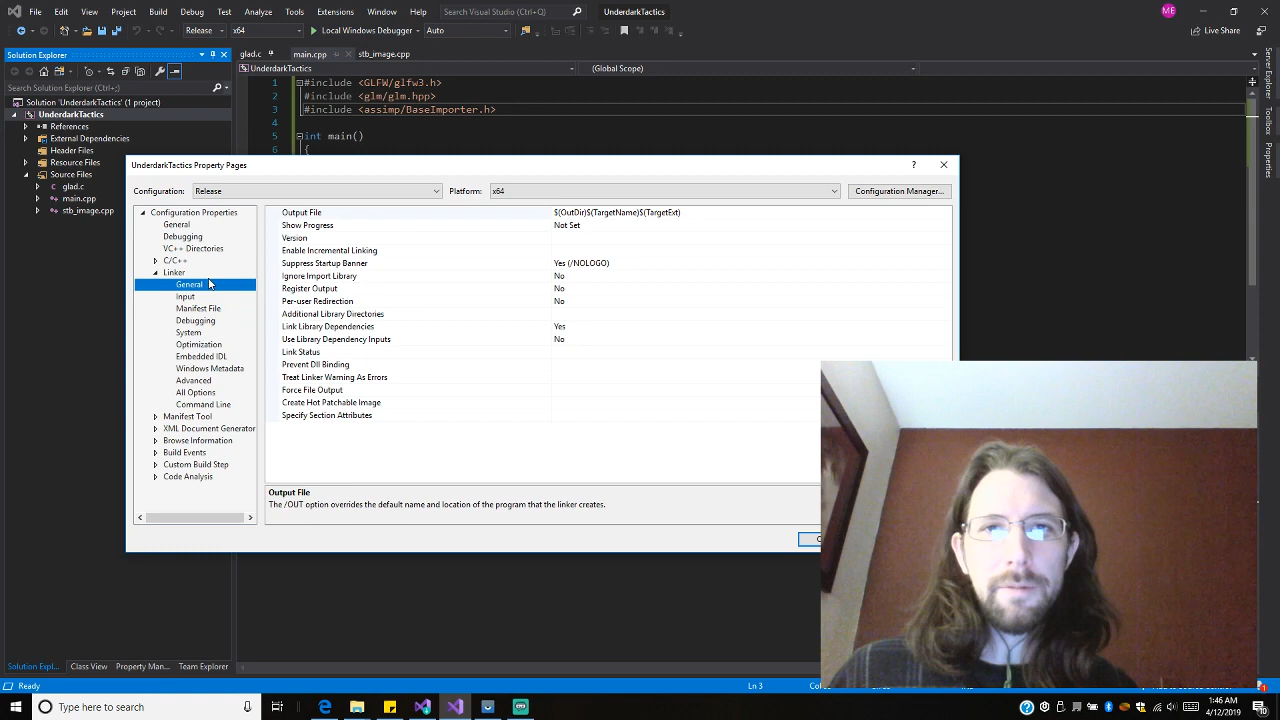 File Edit View Project Build Debug Team Test Analyze Tools Extensions Window Help Search Visual Studio (Ctrl+Q) UnderdarkTactics ME
Release x64 Local Windows Debugger Auto Live Share
Solution Explorer glad.c main.cpp stb_image.cpp
UnderdarkTactics (Global Scope)
Search Solution Explorer (Ctrl+;)
Solution 'UnderdarkTactics' (1 project)
UnderdarkTactics
References
External Dependencies
Header Files
Resource Files
Source Files
glad.c
main.cpp
stb_image.cpp
1 #include <GLFW/glfw3.h>
2 #include <glm/glm.hpp>
3 #include <assimp/BaseImporter.h>
4
5 int main()
6 {
UnderdarkTactics Property Pages
Configuration: Release Platform: x64 Configuration Manager...
Configuration Properties
General
Debugging
VC++ Directories
C/C++
Linker
General
Input
Manifest File
Debugging
System
Optimization
Embedded IDL
Windows Metadata
Advanced
All Options
Command Line
Manifest Tool
XML Document Generator
Browse Information
Build Events
Custom Build Step
Code Analysis
Output File $(OutDir)$(TargetName)$(TargetExt)
Show Progress Not Set
Version
Enable Incremental Linking
Suppress Startup Banner Yes (/NOLOGO)
Ignore Import Library No
Register Output No
Per-user Redirection No
Additional Library Directories
Link Library Dependencies Yes
Use Library Dependency Inputs No
Link Status
Prevent Dll Binding
Treat Linker Warning As Errors
Force File Output
Create Hot Patchable Image
Specify Section Attributes
Output File
The /OUT option overrides the default name and location of the program that the linker creates.
Server Explorer
Toolbox
Properties
Solution Expl... Class View Property Man... Team Explorer
Ready Ln 3
Type here to search
1:46 AM
4/12/2019